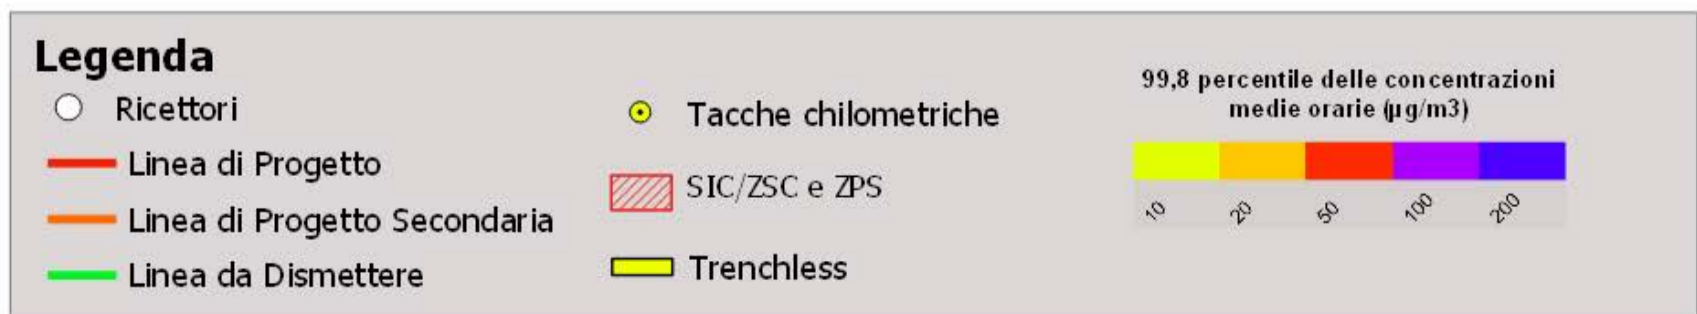 Legenda
Ricettori
Linea di Progetto
Linea di Progetto Secondaria
Linea da Dismettere
Tacche chilometriche
SIC/ZSC e ZPS
Trenchless
99,8 percentile delle concentrazioni
medie orarie (µg/m3)
10 20 50 100 200